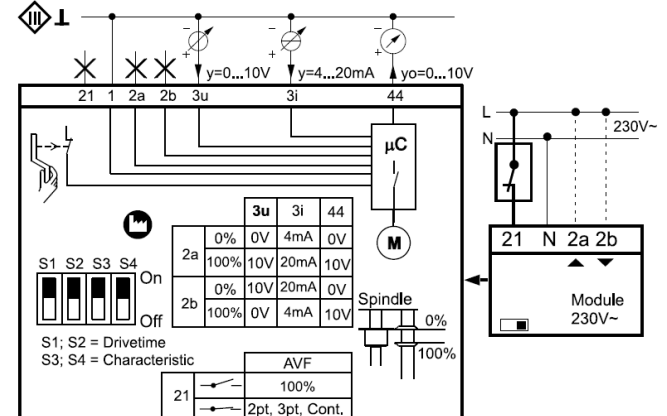 III
− − −
+ + +
y=0...10V y=4...20mA yo=0...10V
21 1 2a 2b 3u 3i 44
L
N
230V~
µC
M
21 N 2a 2b
Module
230V~
3u 3i 44
2a 0% 0V 4mA 0V
100% 10V 20mA 10V
2b 0% 10V 20mA 0V
100% 0V 4mA 10V
S1 S2 S3 S4
On
Off
S1; S2 = Drivetime
S3; S4 = Characteristic
Spindle
0%
100%
AVF
21 100%
2pt, 3pt, Cont,